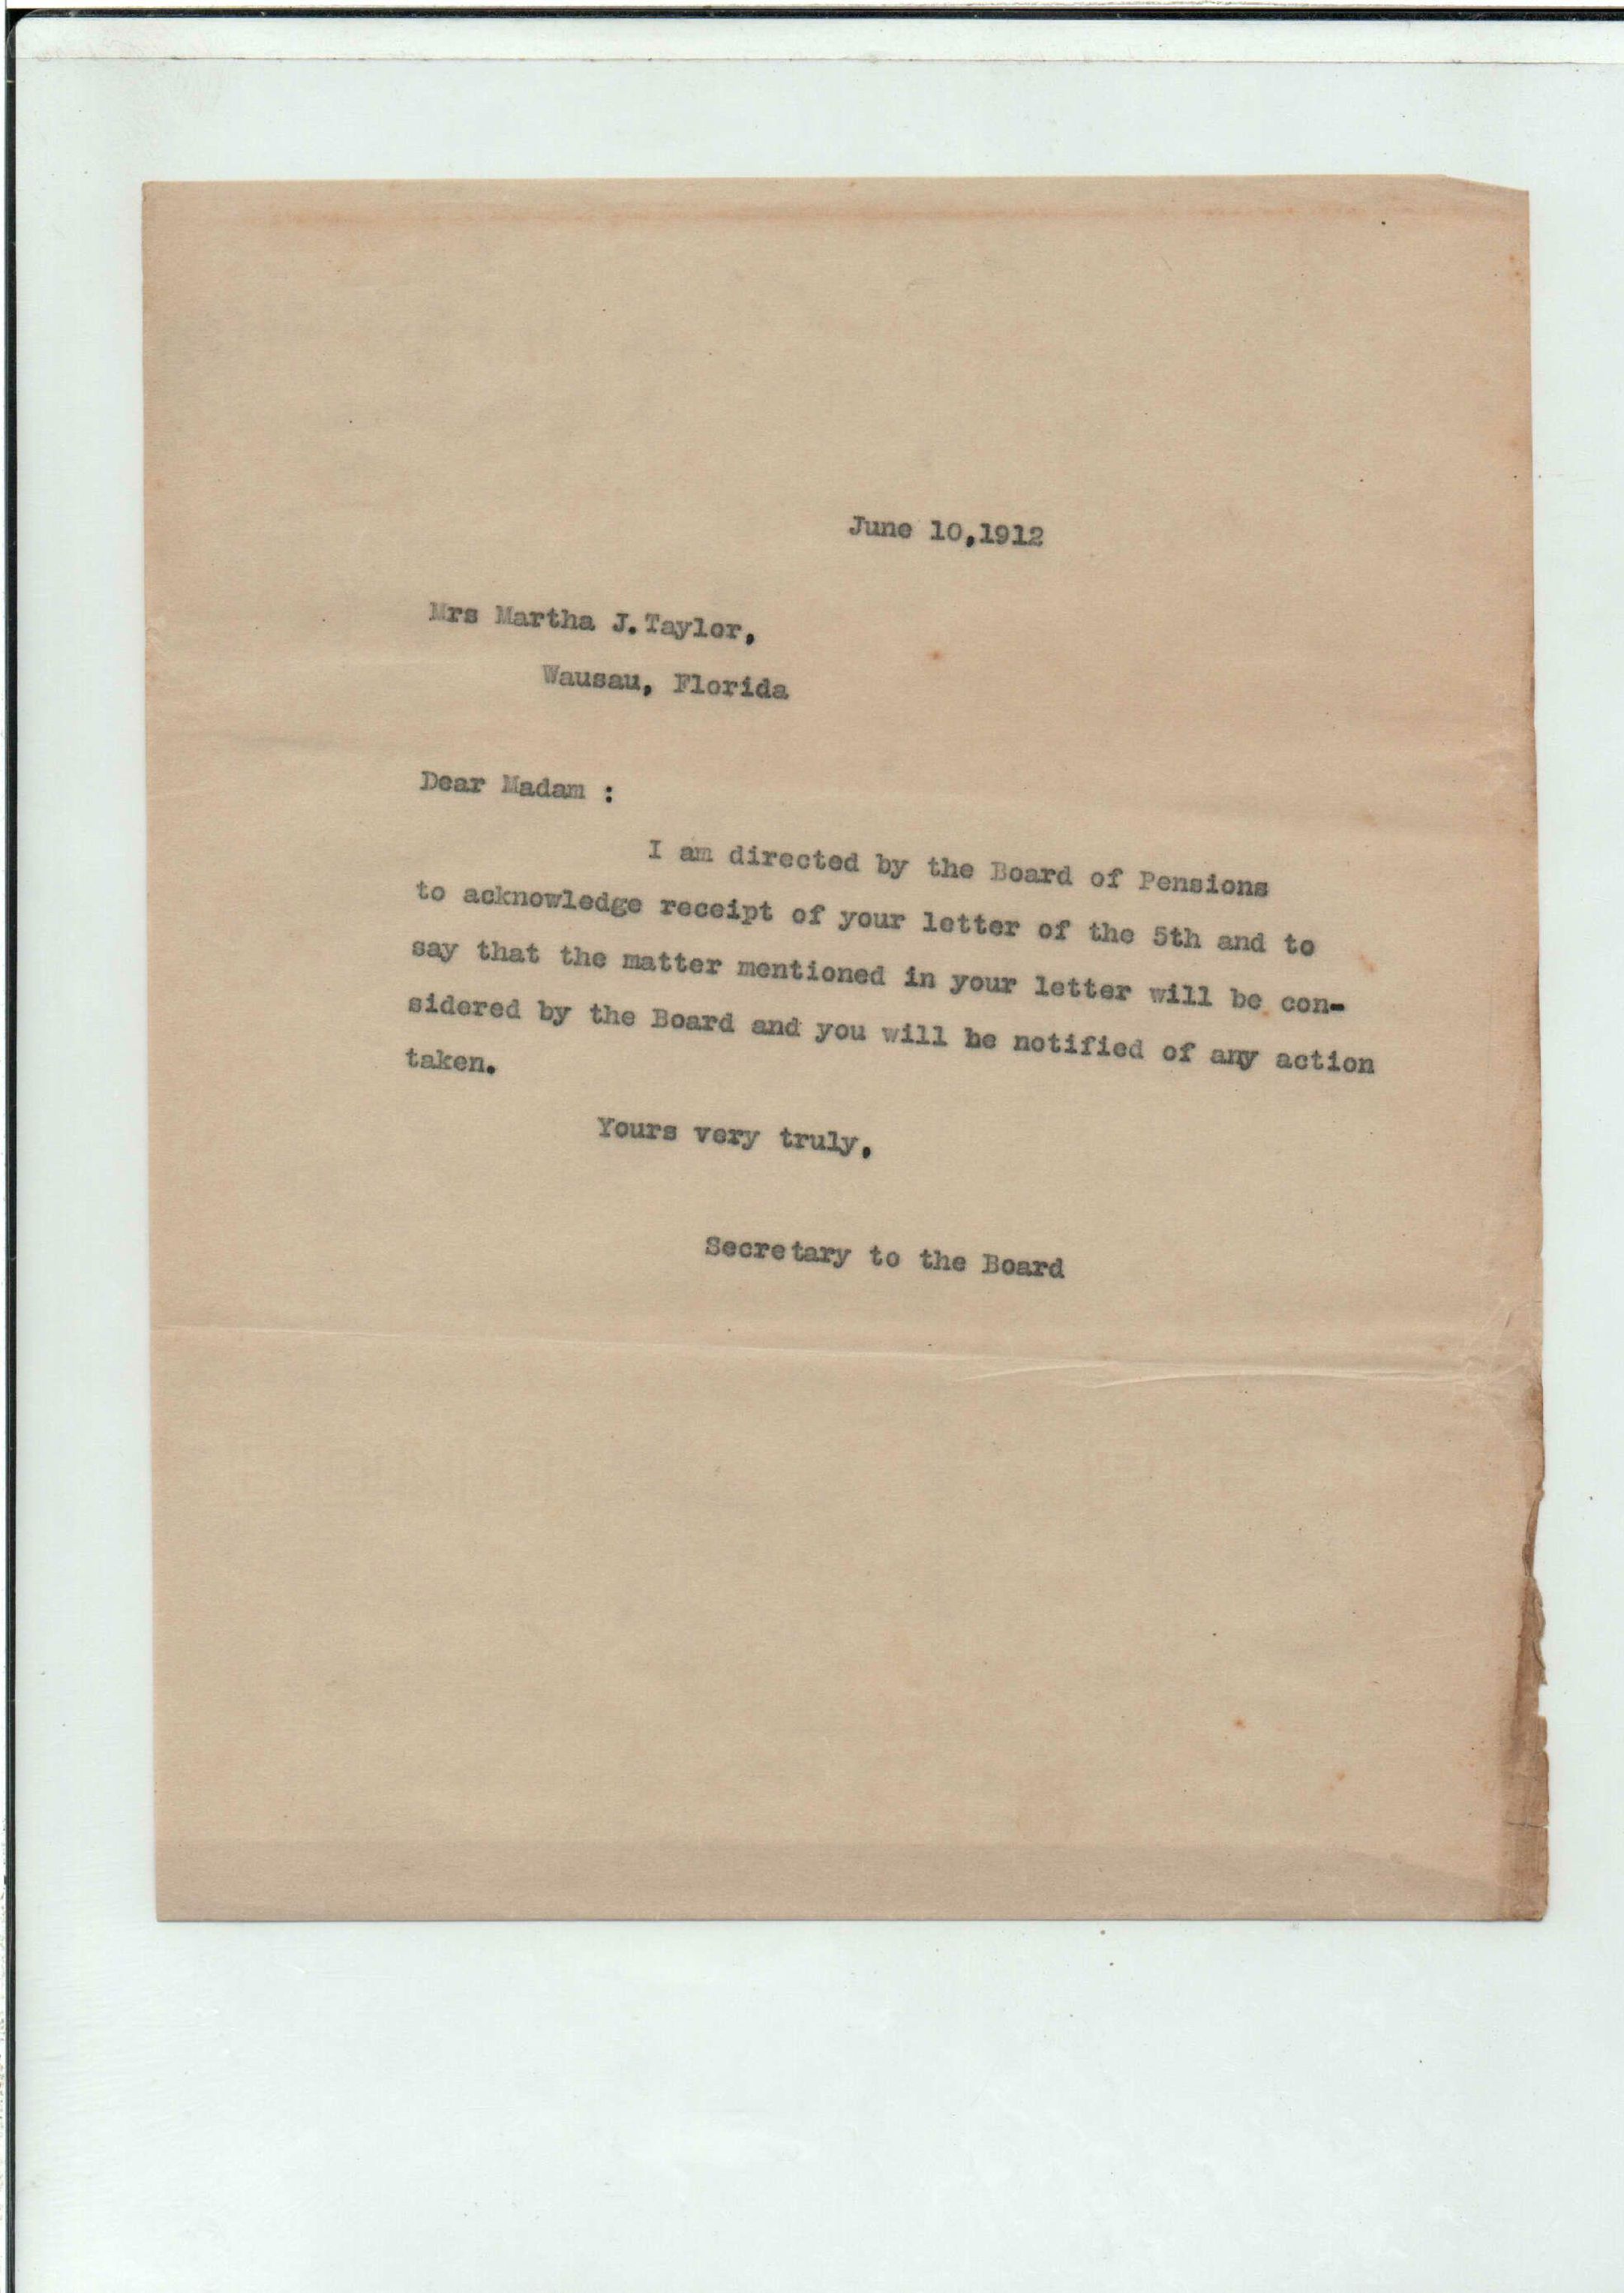 June 10,1912
Mrs Martha J. Taylor,
Wausau, Florida
Dear Madam :
I am directed by the Board of Pensions
to acknowledge receipt of your letter of the 5th and to
say that the matter mentioned in your letter will be con-
sidered by the Board and you will be notified of any action
taken.
Yours very truly,
Secretary to the Board